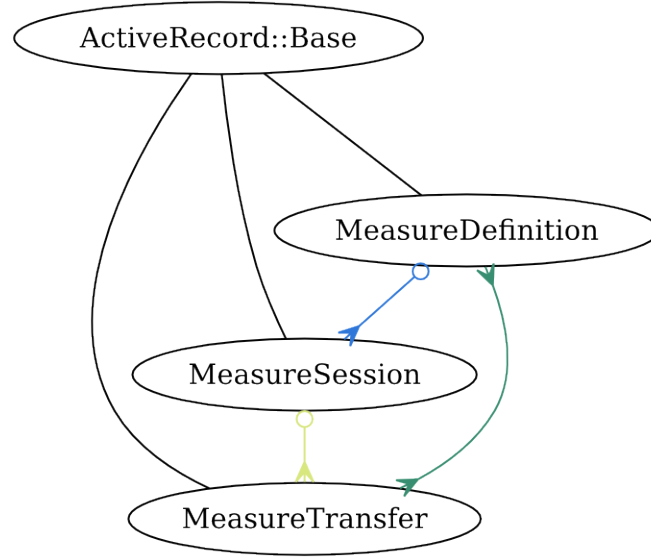 ActiveRecord::Base
MeasureDefinition
MeasureSession
MeasureTransfer